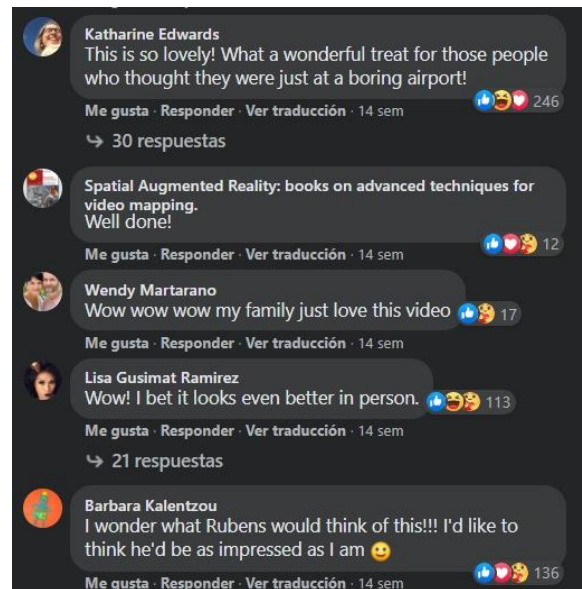 Katharine Edwards
This is so lovely! What a wonderful treat for those people
who thought they were just at a boring airport!
246
Me gusta · Responder · Ver traducción · 14 sem
30 respuestas
Spatial Augmented Reality: books on advanced techniques for
video mapping.
Well done!
12
Me gusta · Responder · Ver traducción · 14 sem
Wendy Martarano
Wow wow wow my family just love this video 17
Me gusta · Responder · Ver traducción · 14 sem
Lisa Gusimat Ramirez
Wow! I bet it looks even better in person. 113
Me gusta · Responder · Ver traducción · 14 sem
21 respuestas
Barbara Kalentzou
I wonder what Rubens would think of this!!! I'd like to
think he'd be as impressed as I am 🙂
136
Me gusta · Responder · Ver traducción · 14 sem